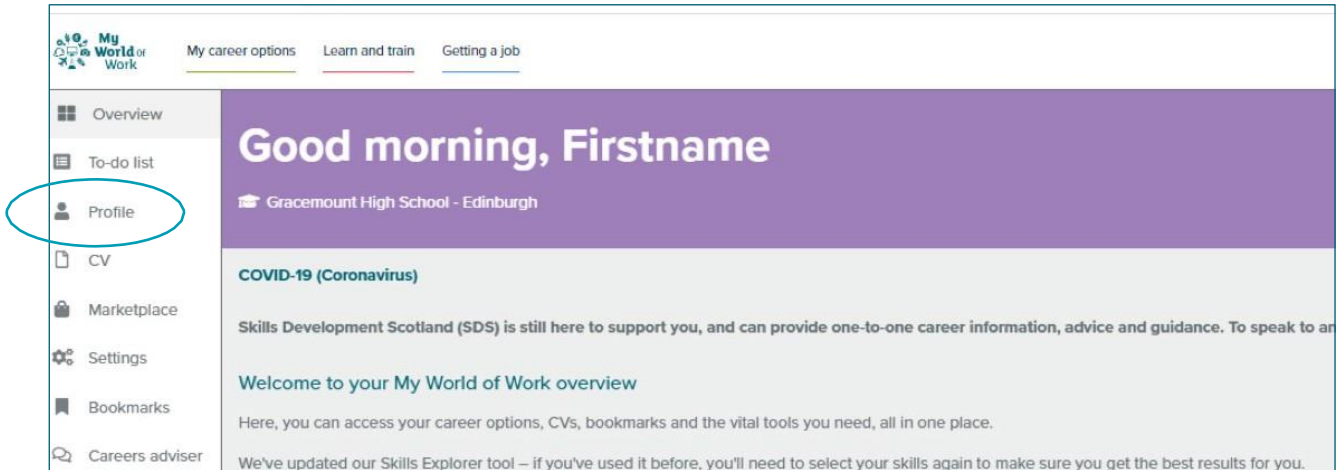 My
World of
Work
My career options
Learn and train
Getting a job
Overview
To-do list
Profile
CV
Marketplace
Settings
Bookmarks
Careers adviser
Good morning, Firstname
Gracemount High School - Edinburgh
COVID-19 (Coronavirus)
Skills Development Scotland (SDS) is still here to support you, and can provide one-to-one career information, advice and guidance. To speak to an
Welcome to your My World of Work overview
Here, you can access your career options, CVs, bookmarks and the vital tools you need, all in one place.
We've updated our Skills Explorer tool – if you've used it before, you'll need to select your skills again to make sure you get the best results for you.